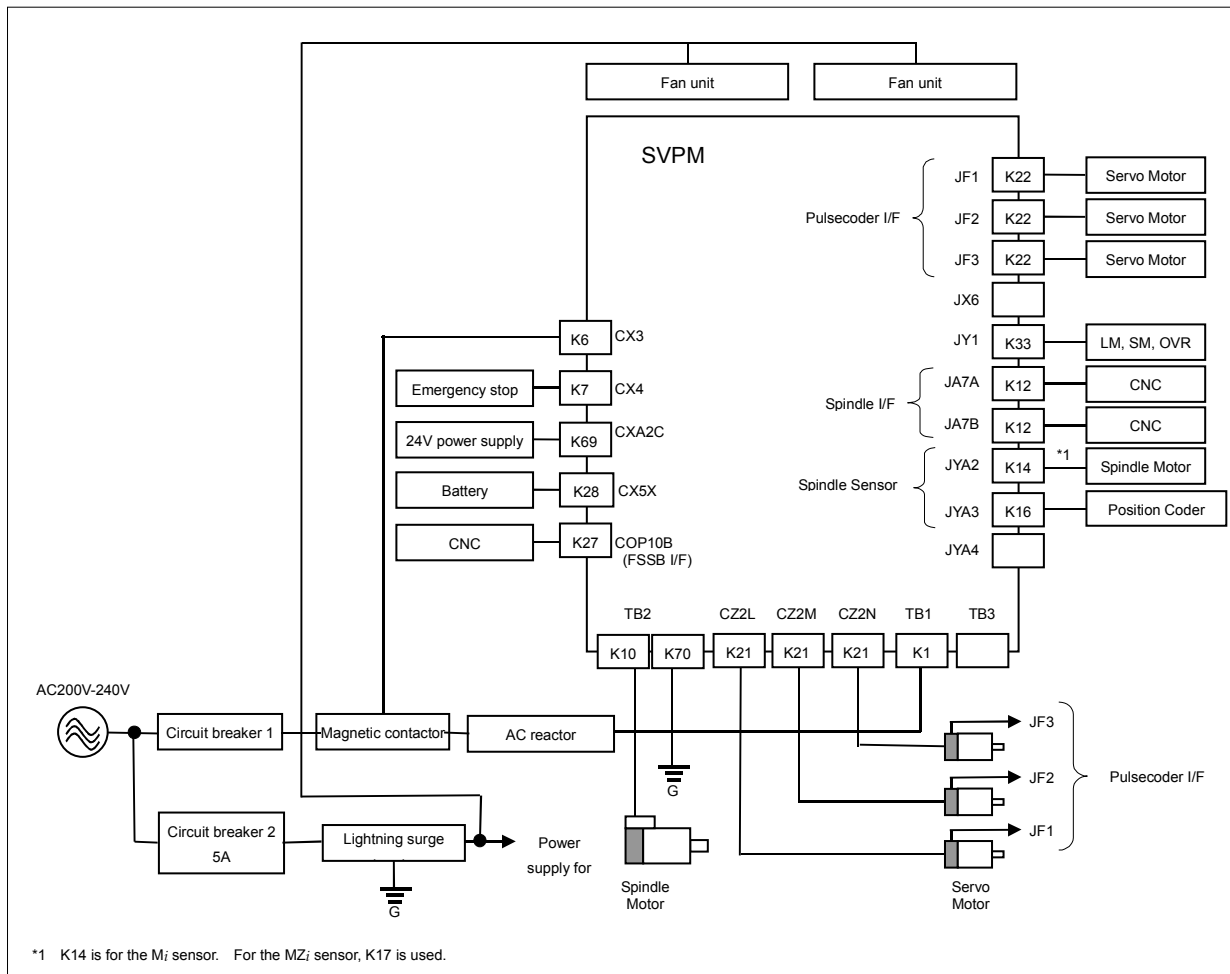 Fan unit
Fan unit
SVPM
Pulsecoder I/F
JF1
K22
Servo Motor
JF2
K22
Servo Motor
JF3
K22
Servo Motor
JX6
K6
CX3
JY1
K33
LM, SM, OVR
Emergency stop
K7
CX4
Spindle I/F
JA7A
K12
CNC
JA7B
K12
CNC
24V power supply
K69
CXA2C
Spindle Sensor
JYA2
K14
*1
Spindle Motor
Battery
K28
CX5X
JYA3
K16
Position Coder
CNC
K27
COP10B
(FSSB I/F)
JYA4
TB2
CZ2L
CZ2M
CZ2N
TB1
TB3
K10
K70
K21
K21
K21
K1
AC200V-240V
Circuit breaker 1
Magnetic contactor
AC reactor
G
JF3
JF2
JF1
Pulsecoder I/F
Circuit breaker 2
5A
Lightning surge
G
Power
supply for
Spindle
Motor
Servo
Motor
*1 K14 is for the Mi sensor. For the MZi sensor, K17 is used.